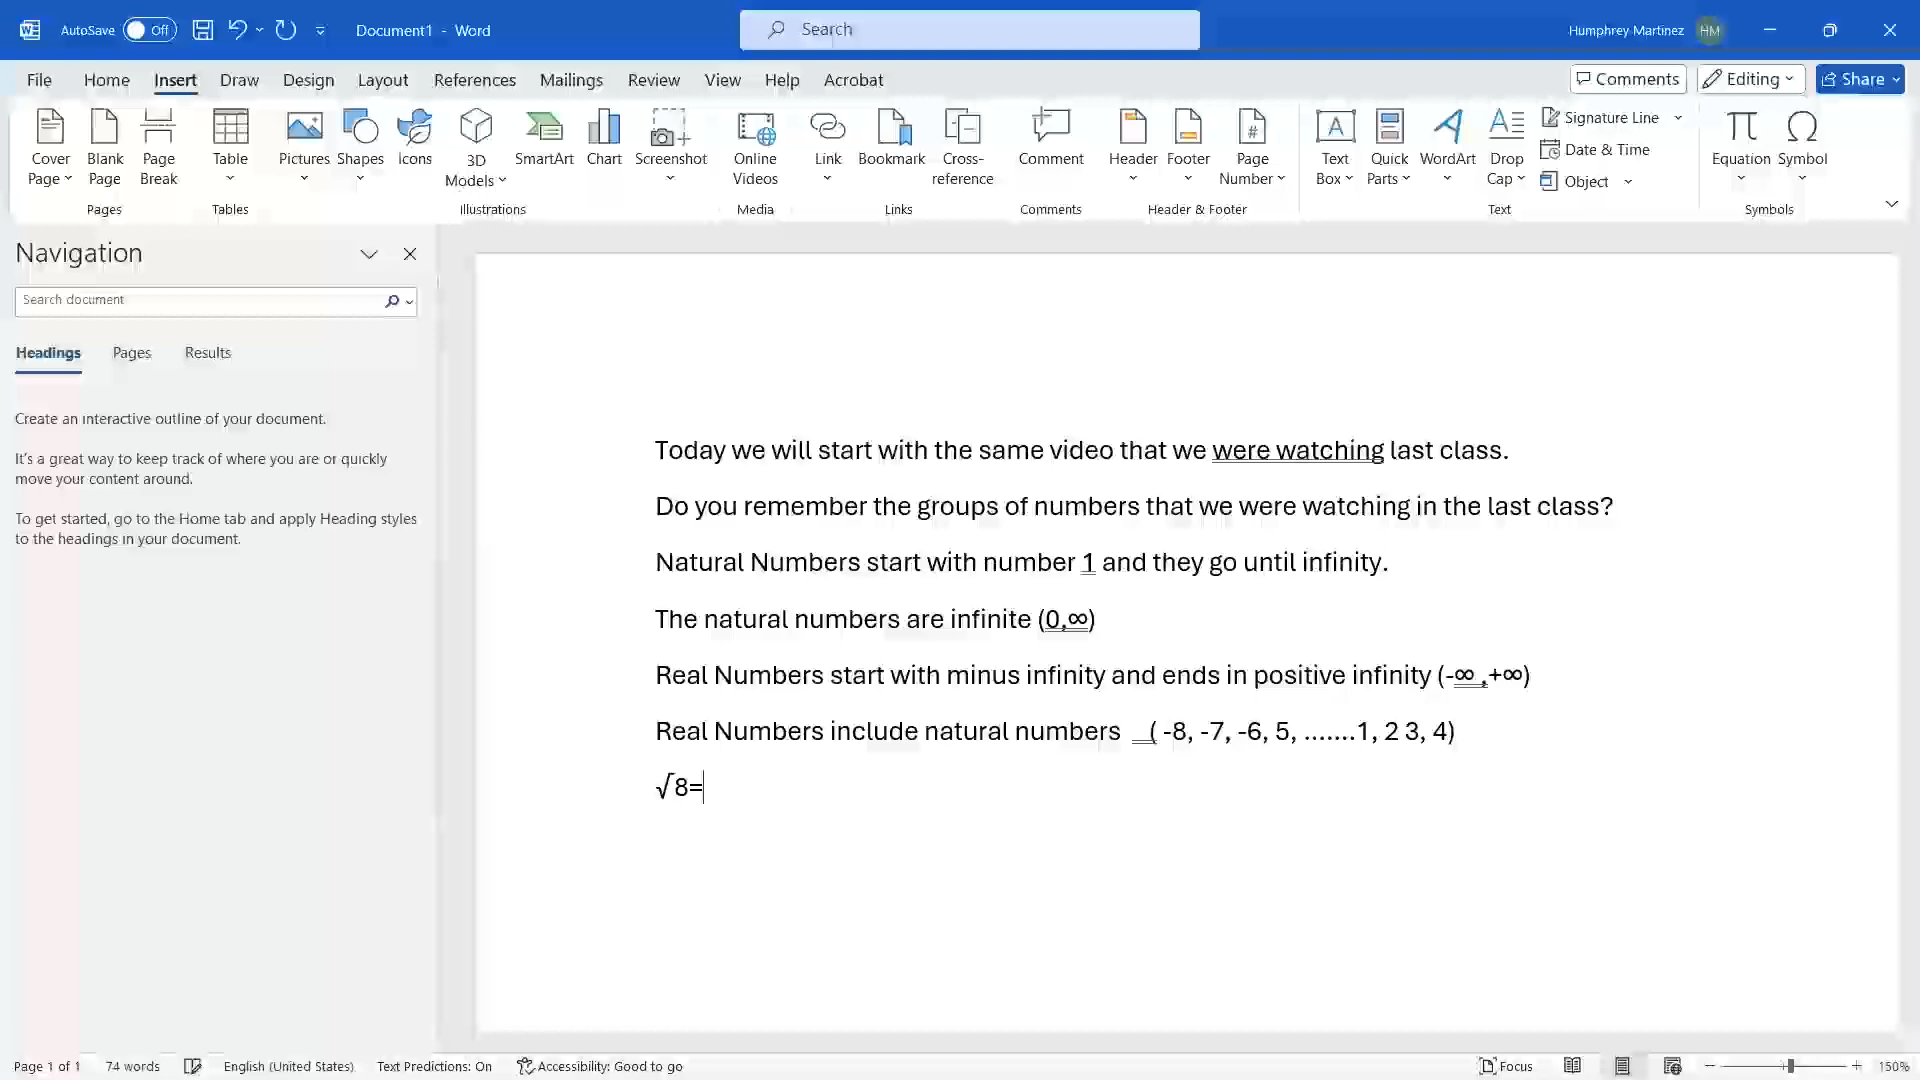 AutoSave Off Document1 - Word Search Humphrey Martinez HM
File Home Insert Draw Design Layout References Mailings Review View Help Acrobat Comments Editing Share
Cover Page
Blank Page
Page Break
Pages
Table
Tables
Pictures
Shapes
Icons
3D Models
SmartArt
Chart
Screenshot
Illustrations
Online Videos
Media
Link
Bookmark
Cross-reference
Links
Comment
Comments
Header
Footer
Page Number
Header & Footer
Text Box
Quick Parts
WordArt
Drop Cap
Signature Line
Date & Time
Object
Text
Equation
Symbol
Symbols
Navigation
Search document
Headings Pages Results
Create an interactive outline of your document.
It's a great way to keep track of where you are or quickly
move your content around.
To get started, go to the Home tab and apply Heading styles
to the headings in your document.
Today we will start with the same video that we were watching last class.
Do you remember the groups of numbers that we were watching in the last class?
Natural Numbers start with number 1 and they go until infinity.
The natural numbers are infinite (0,∞)
Real Numbers start with minus infinity and ends in positive infinity (-∞ ,+∞)
Real Numbers include natural numbers ( -8, -7, -6, 5, .......1, 2 3, 4)
√8=
Page 1 of 1 74 words English (United States) Text Predictions: On Accessibility: Good to go Focus 150%